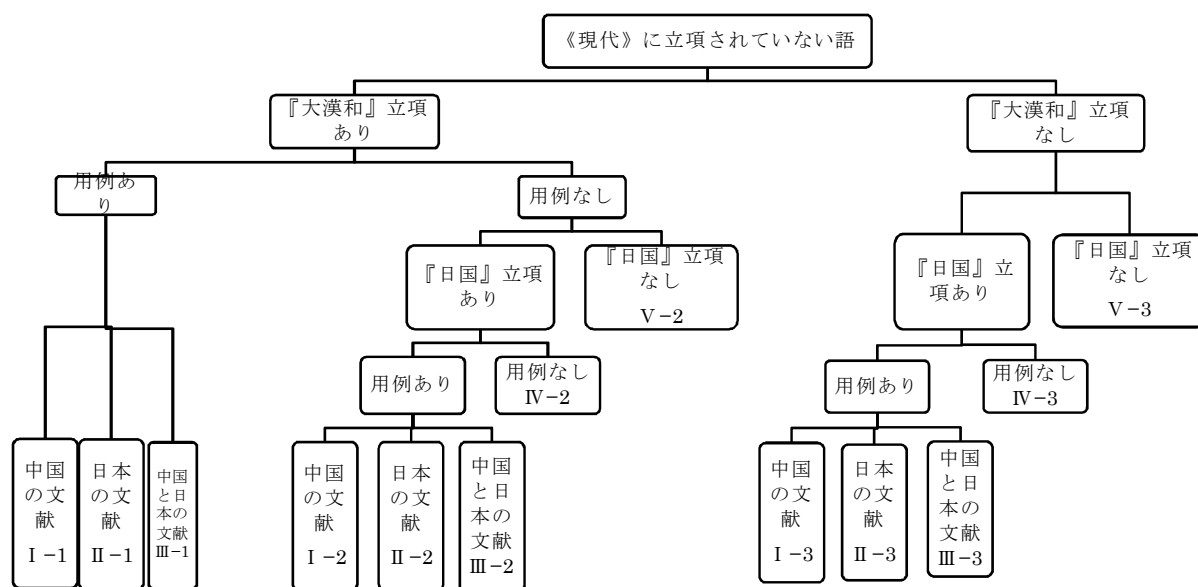 《現代》に立項されていない語
『大漢和』立項
あり
『大漢和』立項
なし
用例あ
り
用例なし
『日国』立項
あり
『日国』立項
なし
Ⅴ-2
『日国』立
項あり
『日国』立項
なし
Ⅴ-3
用例あり
用例なし
Ⅳ-2
用例あり
用例なし
Ⅳ-3
中国
の文
献
Ⅰ-1
日本
の文
献
Ⅱ-1
中国
と日
本の
文献
Ⅲ-1
中国
の文
献
Ⅰ-2
日本
の文
献
Ⅱ-2
中国
と日
本の
文献
Ⅲ-2
中国
の文
献
Ⅰ-3
日本
の文
献
Ⅱ-3
中国
と日
本の
文献
Ⅲ-3